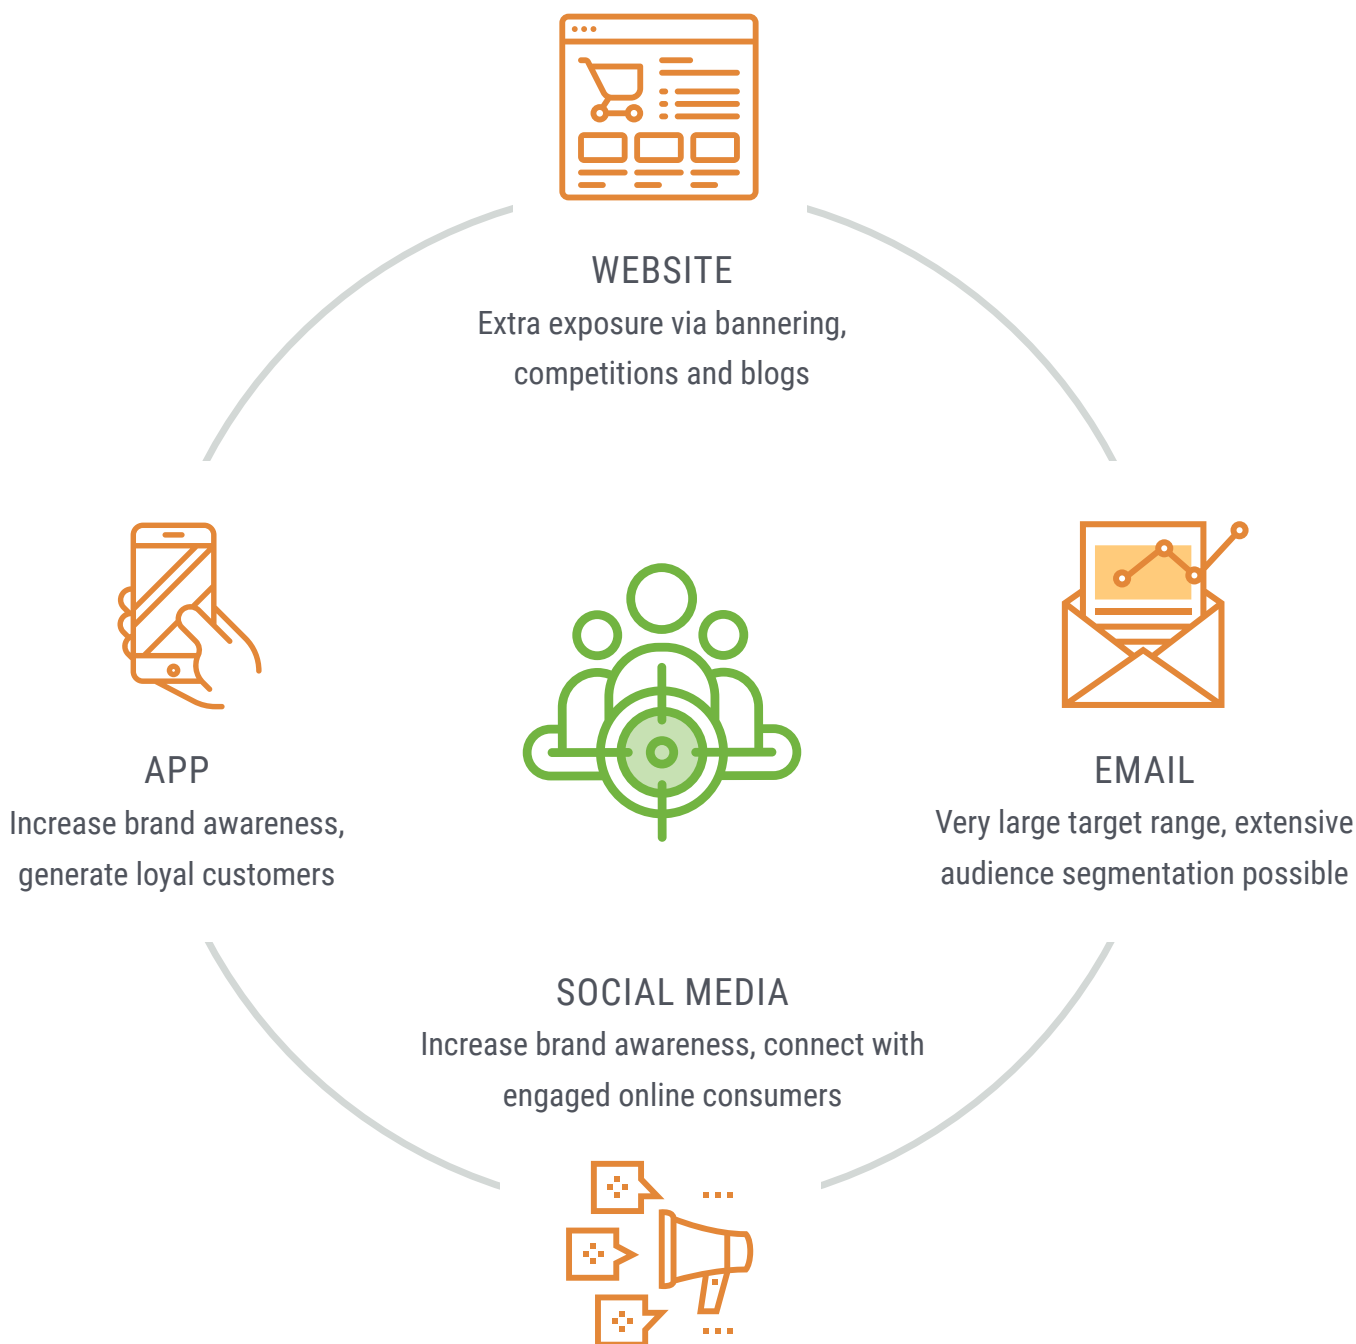 WEBSITE
Extra exposure via bannering,
competitions and blogs
APP
Increase brand awareness,
generate loyal customers
EMAIL
Very large target range, extensive
audience segmentation possible
SOCIAL MEDIA
Increase brand awareness, connect with
engaged online consumers